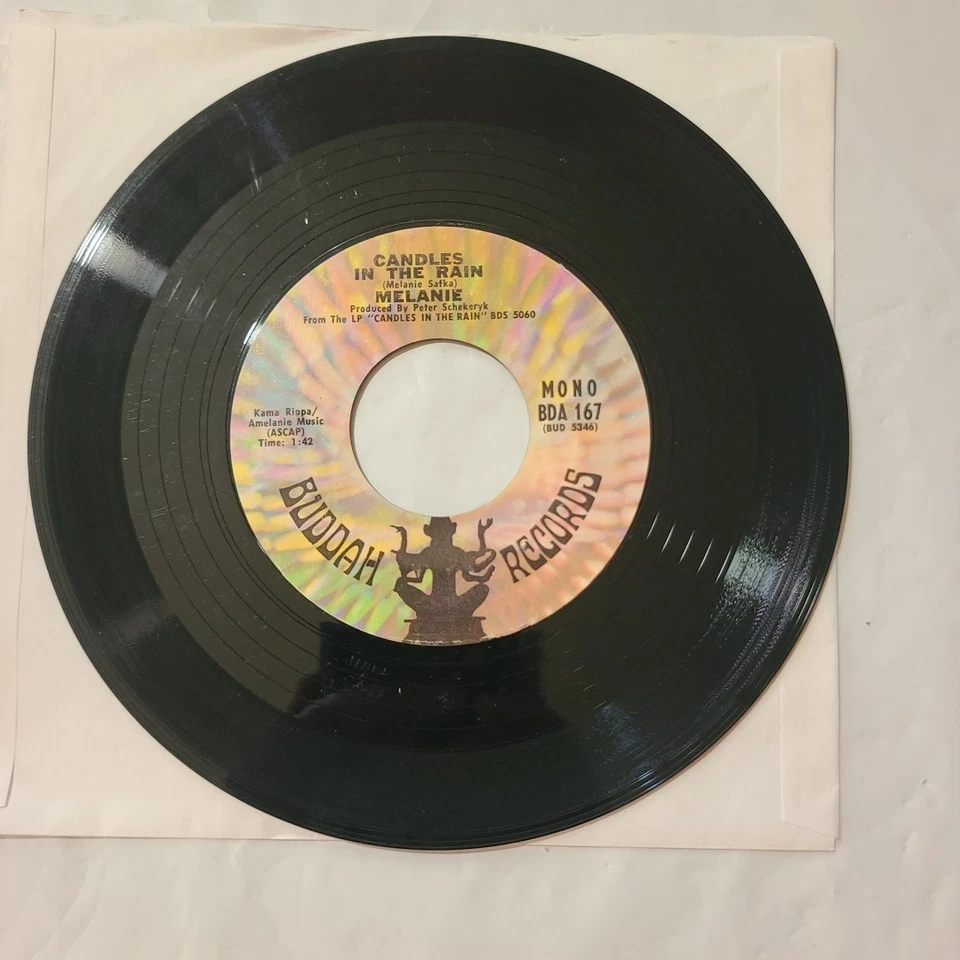 CANDLES
IN THE RAIN
(Melanie Safka)
MELANIE
Produced By Peter Schekeryk
From The LP "CANDLES IN THE RAIN" BDS 5060
MONO
BDA 167
(BUD 5346)
Kama Rippa/
Amelanie Music
(ASCAP)
Time: 1:42
BUDDAH RECORDS